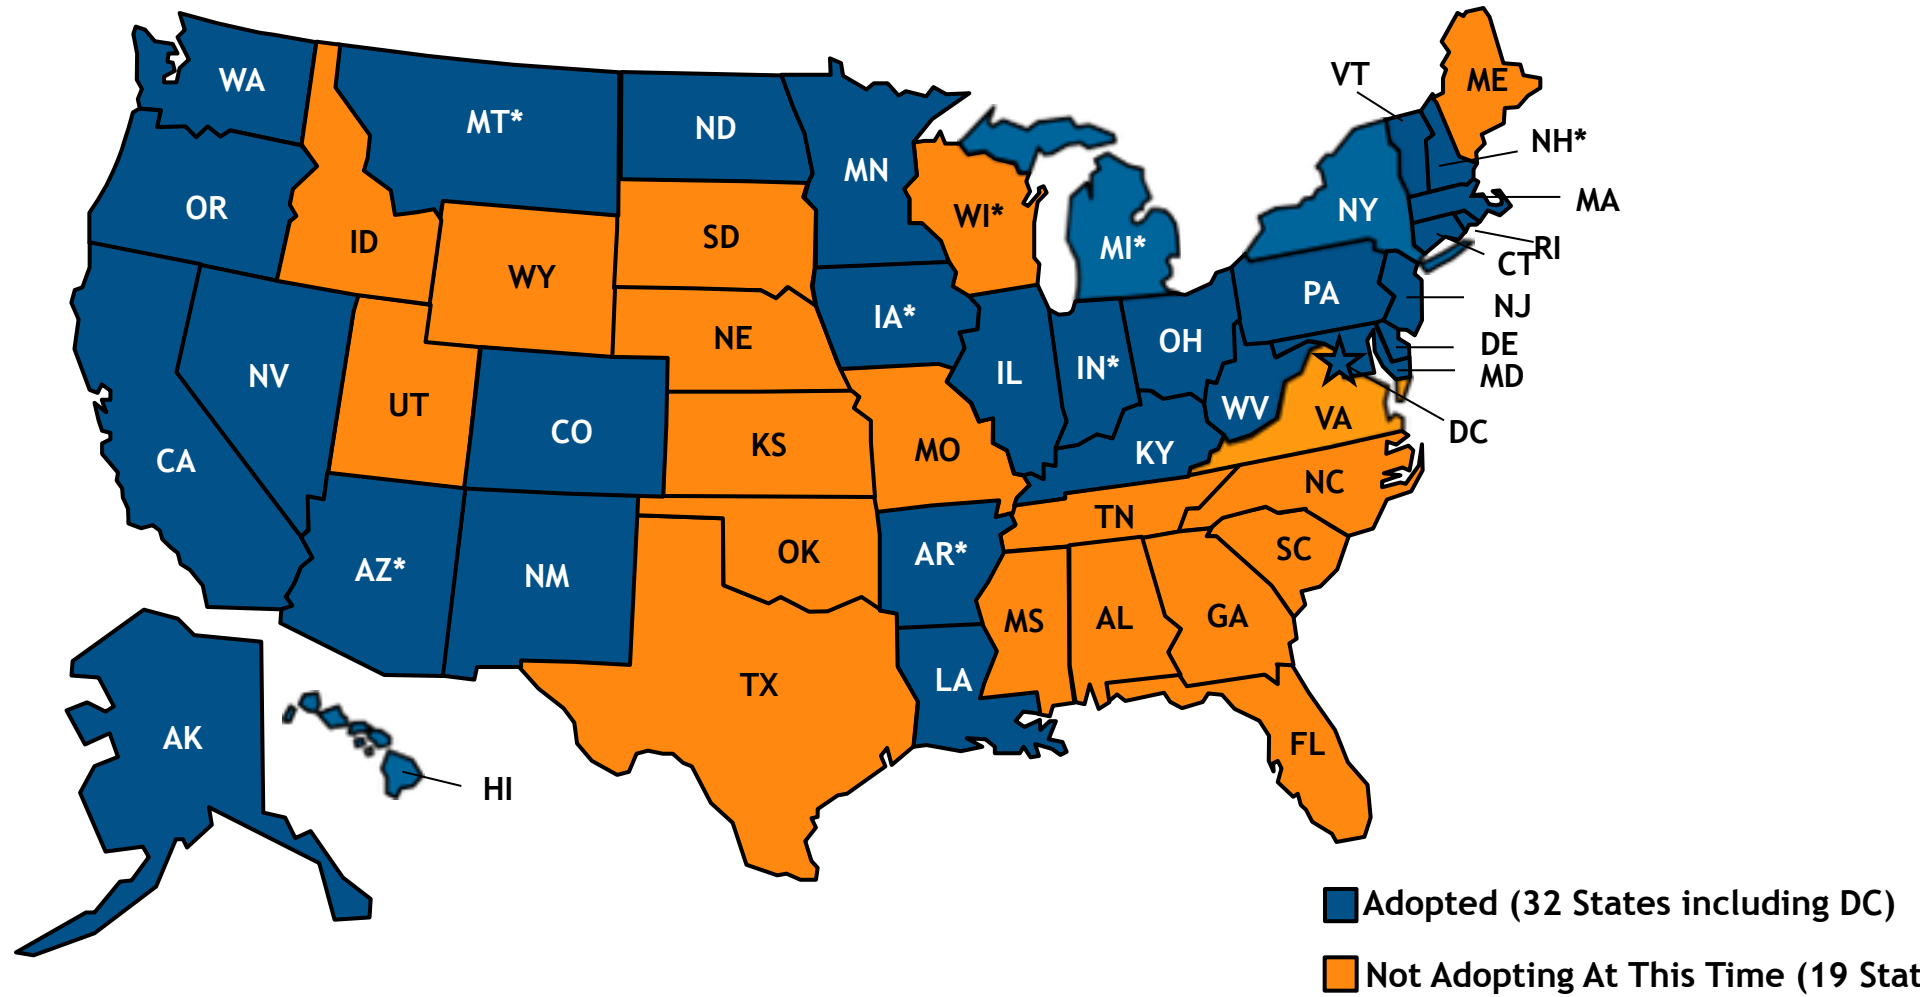 VT
ME
WA
MT*
ND
NH*
MN
MA
OR
NY
WI*
SD
ID
MI*
RI
CT
WY
PA
NJ
IA*
NE
OH
DE
IL
IN*
MD
NV
UT
WV
VA
CO
DC
KS
MO
KY
CA
NC
TN
SC
OK
AR*
AZ*
NM
GA
AL
MS
LA
TX
AK
FL
HI
Adopted (32 States including DC)
Not Adopting At This Time (19 Stat